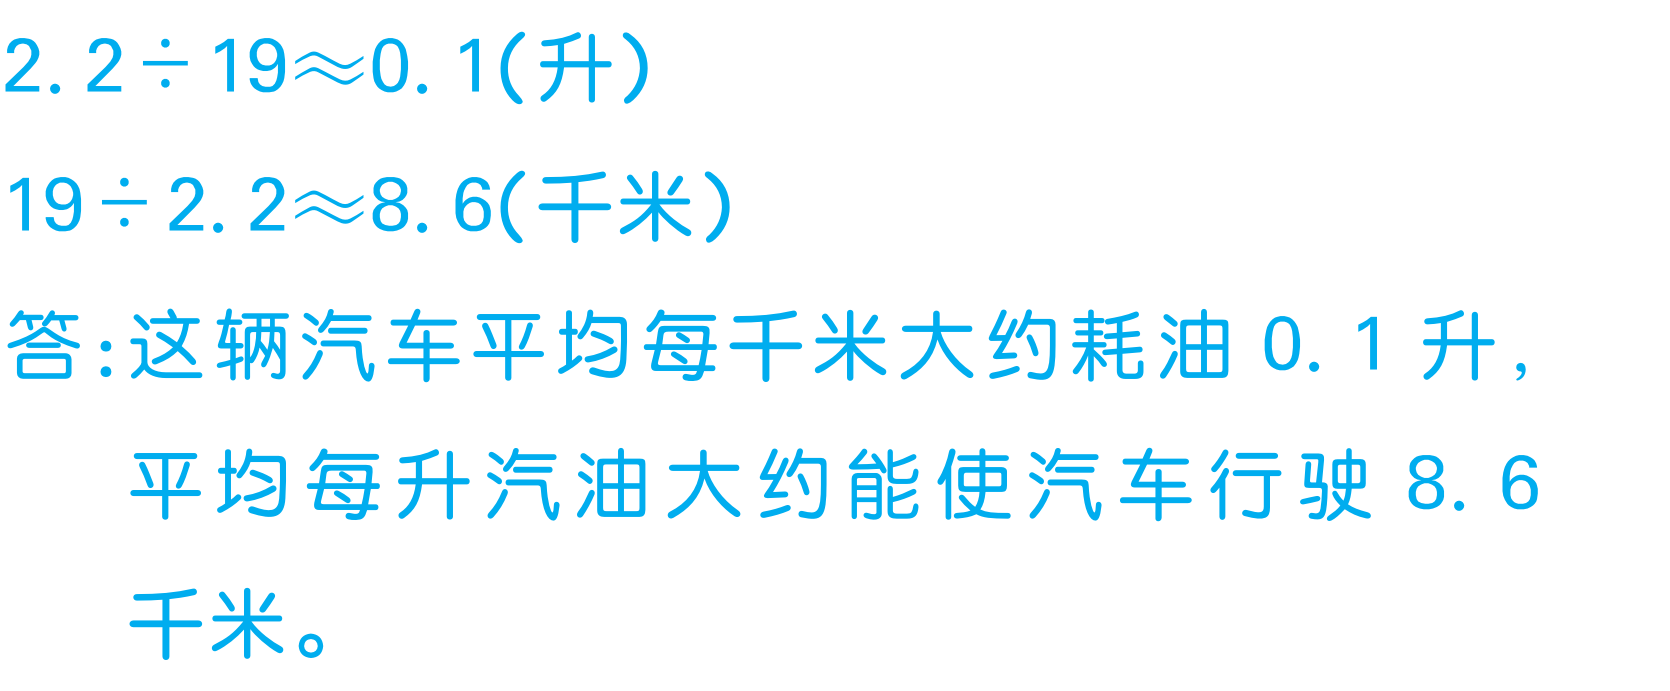 2.2÷19≈0.1(升)
19÷2.2≈8.6(千米)
答:这辆汽车平均每千米大约耗油 0.1 升,
平均每升汽油大约能使汽车行驶 8.6
千米。